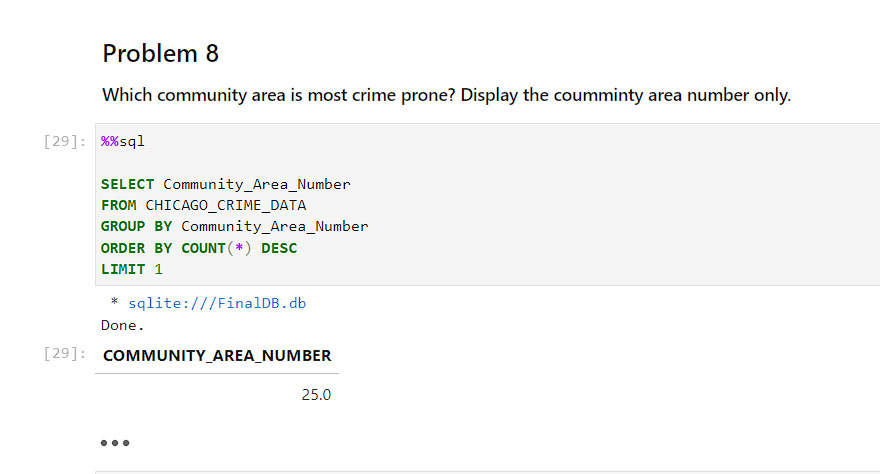 Problem 8
Which community area is most crime prone? Display the coumminty area number only.
[29]: %%sql
SELECT Community_Area_Number
FROM CHICAGO_CRIME_DATA
GROUP BY Community_Area_Number
ORDER BY COUNT(*) DESC
LIMIT 1
* sqlite:///FinalDB.db
Done.
[29]: COMMUNITY_AREA_NUMBER
25.0
•••